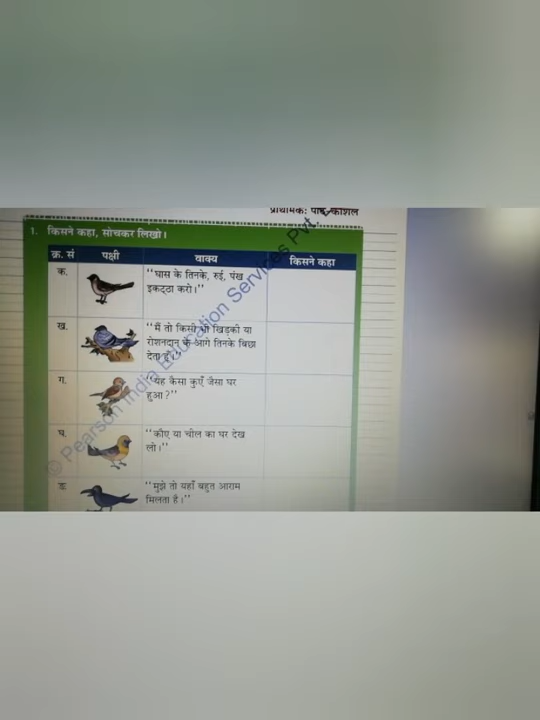 प्राथमिक: पाठ्-कौशल
1. किसने कहा, सोचकर लिखो।
क्र. सं पक्षी वाक्य किसने कहा
क. "घास के तिनके, रुई, पंख
इकट्ठा करी।"
ख. "मैं तो किसी भी खिड़की या
रोशनदान के आगे तिनके बिछा
देता हूँ।"
ग. "यह कैसा कुएँ जैसा घर
हुआ?"
घ. "कौए या चील का घर देख
लो।"
ङ. "मुझे तो यहाँ बहुत आराम
मिलता है।"
© Pearson India Education Services Pvt.